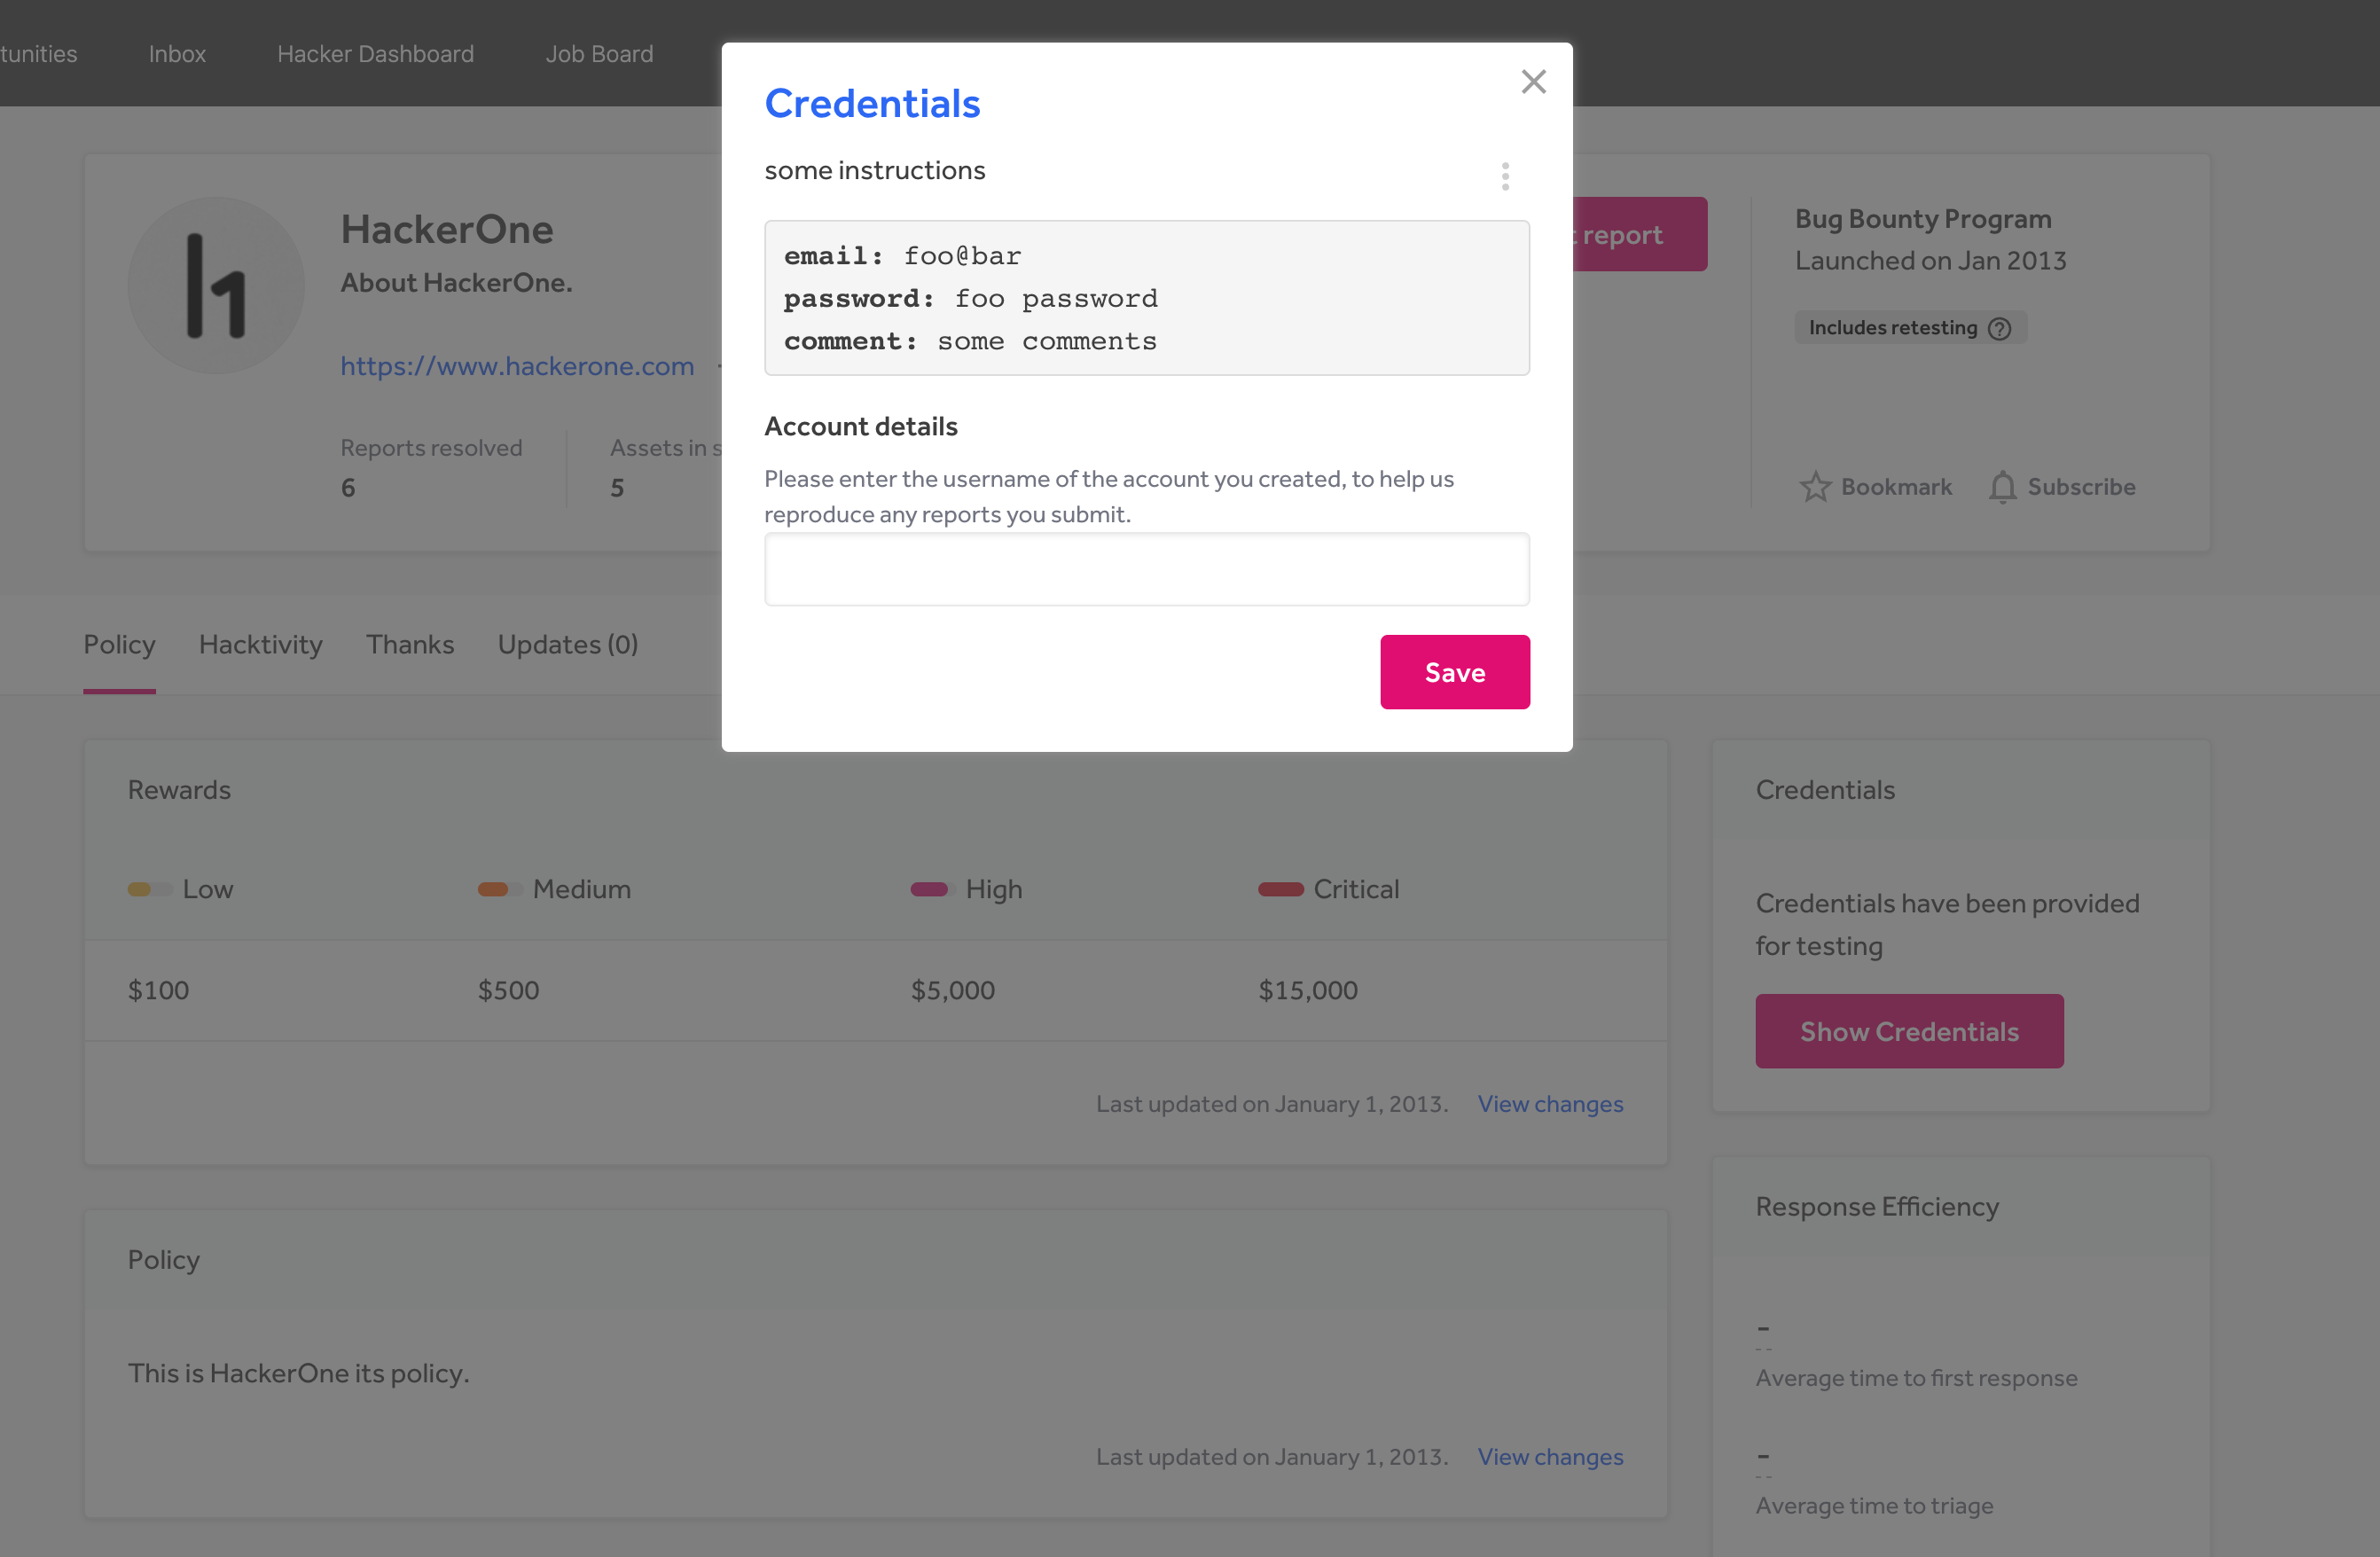 tunities Inbox Hacker Dashboard Job Board
Credentials
some instructions
email: foo@bar
password: foo password
comment: some comments
Account details
Please enter the username of the account you created, to help us
reproduce any reports you submit.
Save
h1
HackerOne
About HackerOne.
https://www.hackerone.com ·
Reports resolved
6
Assets in s
5
t report
Bug Bounty Program
Launched on Jan 2013
Includes retesting ?
Bookmark Subscribe
Policy Hacktivity Thanks Updates (0)
Rewards
Low Medium High Critical
$100 $500 $5,000 $15,000
Last updated on January 1, 2013. View changes
Policy
This is HackerOne its policy.
Last updated on January 1, 2013. View changes
Credentials
Credentials have been provided
for testing
Show Credentials
Response Efficiency
-
Average time to first response
-
Average time to triage